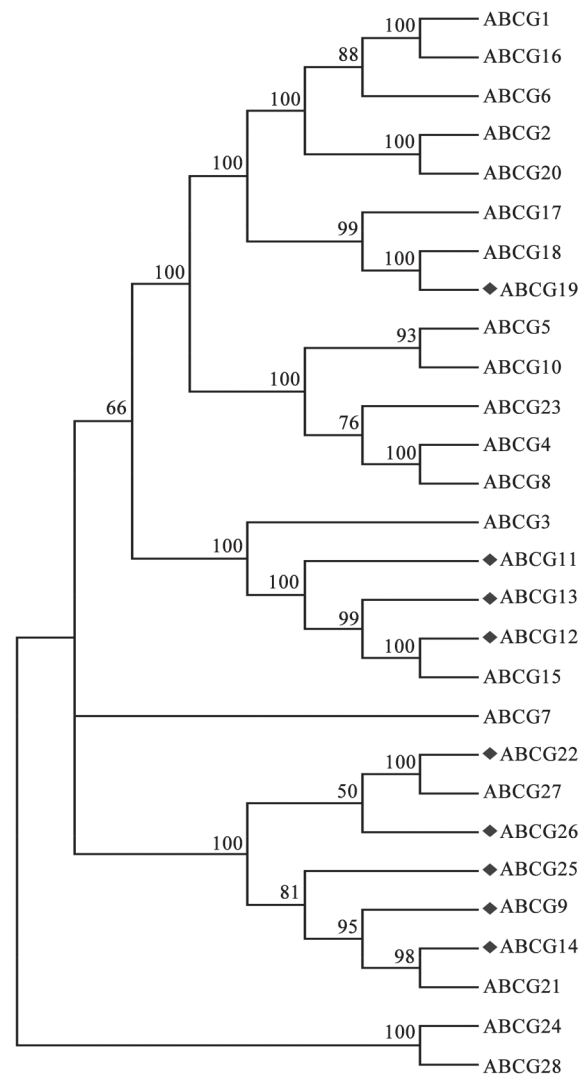 ABCG1
100
ABCG16
88
ABCG6
100
ABCG2
100
ABCG20
100
ABCG17
99
ABCG18
100
◆ABCG19
100
ABCG5
93
ABCG10
100
ABCG23
76
ABCG4
100
ABCG8
66
ABCG3
100
◆ABCG11
100
◆ABCG13
99
◆ABCG12
100
ABCG15
ABCG7
◆ABCG22
100
ABCG27
50
◆ABCG26
100
◆ABCG25
81
◆ABCG9
95
◆ABCG14
98
ABCG21
ABCG24
100
ABCG28